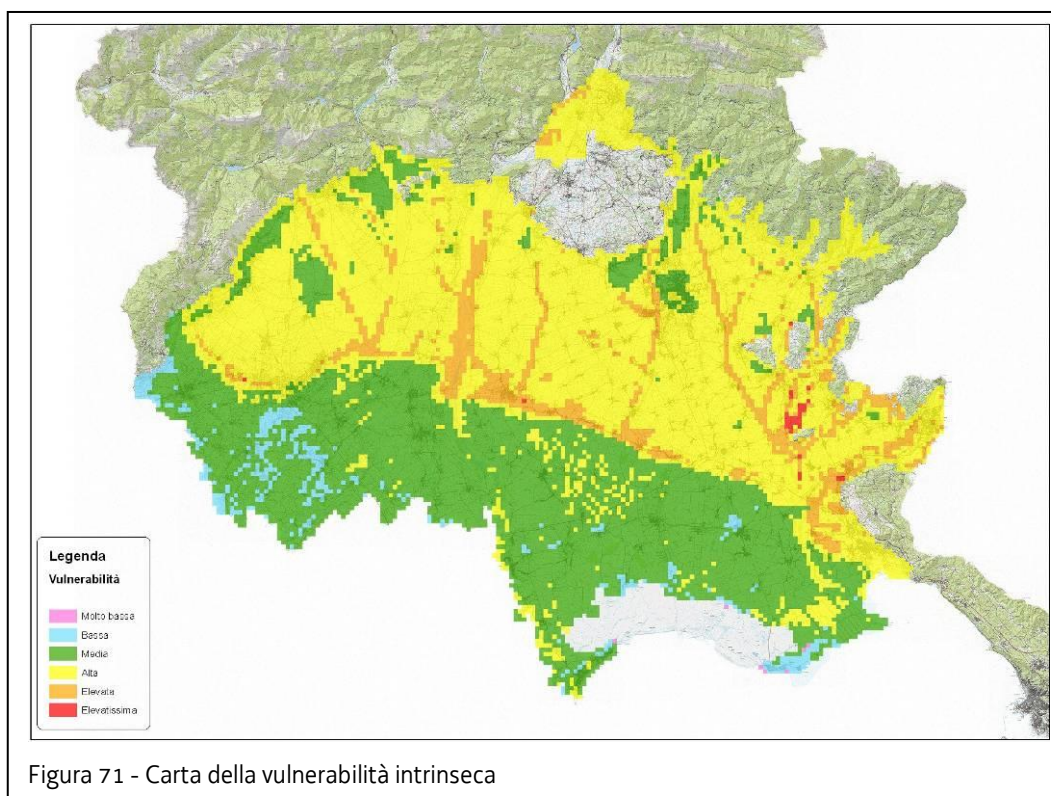 Legenda
Vulnerabilità
Molto bassa
Bassa
Media
Alta
Elevata
Elevatissima
Figura 71 - Carta della vulnerabilità intrinseca